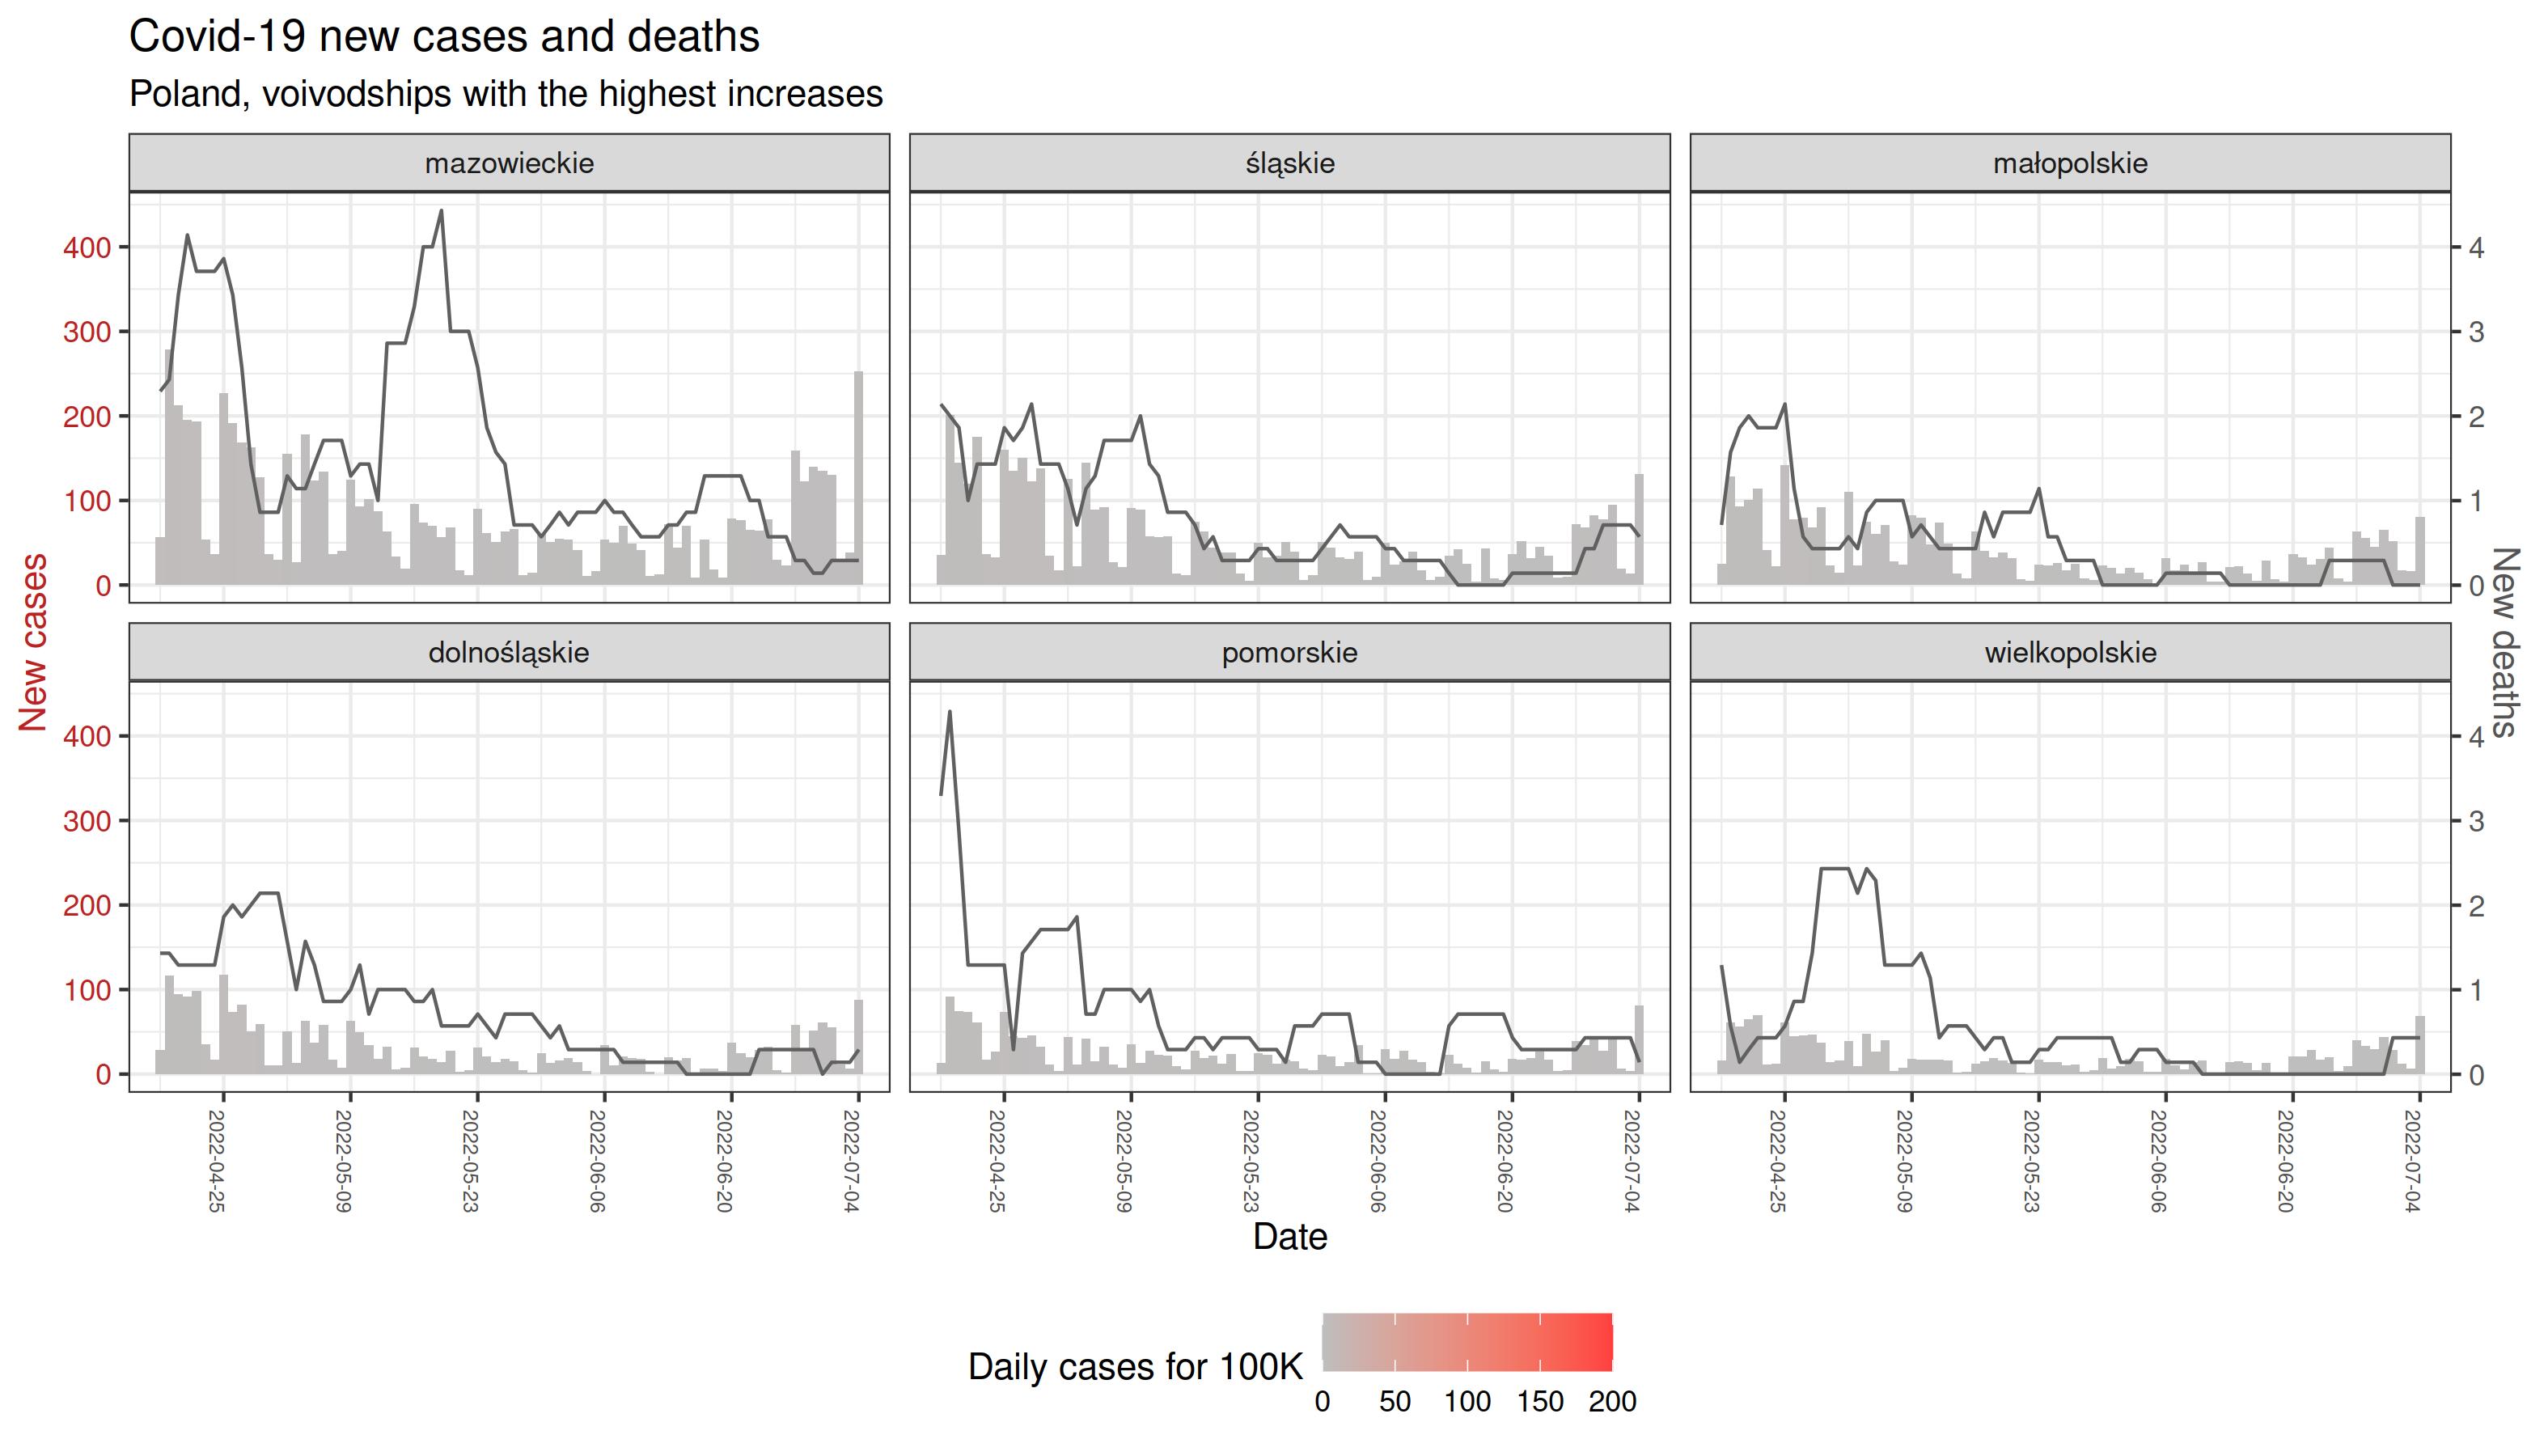 Covid-19 new cases and deaths
Poland, voivodships with the highest increases
mazowieckie
śląskie
małopolskie
400
300
200
100
0
4
3
2
1
0
New cases
New deaths
dolnośląskie
pomorskie
wielkopolskie
400
300
200
100
0
4
3
2
1
0
2022-04-25
2022-05-09
2022-05-23
2022-06-06
2022-06-20
2022-07-04
2022-04-25
2022-05-09
2022-05-23
2022-06-06
2022-06-20
2022-07-04
2022-04-25
2022-05-09
2022-05-23
2022-06-06
2022-06-20
2022-07-04
Date
Daily cases for 100K
0 50 100 150 200